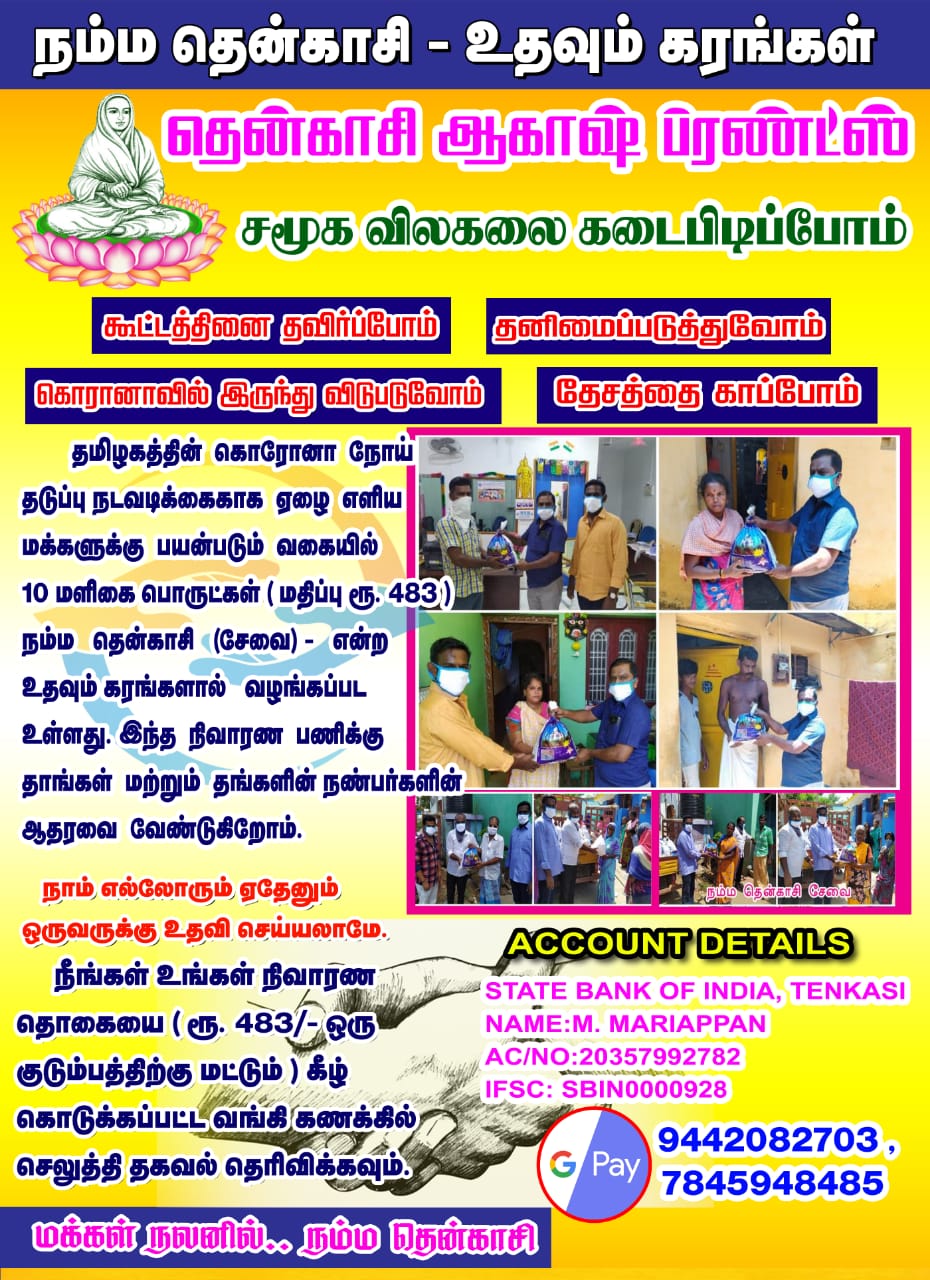 நம்ம தென்காசி - உதவும் கரங்கள்
தென்காசி ஆகாஷ் ப்ரண்ட்ஸ்
சமூக விலகலை கடைபிடிப்போம்
கூட்டத்தினை தவிர்ப்போம்
தனிமைப்படுத்துவோம்
கொரானாவில் இருந்து விடுபடுவோம்
தேசத்தை காப்போம்
தமிழகத்தின் கொரோனா நோய்
தடுப்பு நடவடிக்கைகாக ஏழை எளிய
மக்களுக்கு பயன்படும் வகையில்
10 மளிகை பொருட்கள் ( மதிப்பு ரூ. 483 )
நம்ம தென்காசி (சேவை) - என்ற
உதவும் கரங்களால் வழங்கப்பட
உள்ளது. இந்த நிவாரண பணிக்கு
தாங்கள் மற்றும் தங்களின் நண்பர்களின்
ஆதரவை வேண்டுகிறோம்.
நம்ம தென்காசி சேவை
நாம் எல்லோரும் ஏதேனும்
ஒருவருக்கு உதவி செய்யலாமே.
நீங்கள் உங்கள் நிவாரண
தொகையை ( ரூ. 483/- ஒரு
குடும்பத்திற்கு மட்டும் ) கீழ்
கொடுக்கப்பட்ட வங்கி கணக்கில்
செலுத்தி தகவல் தெரிவிக்கவும்.
ACCOUNT DETAILS
STATE BANK OF INDIA, TENKASI
NAME:M. MARIAPPAN
AC/NO:20357992782
IFSC: SBIN0000928
G Pay
9442082703 ,
7845948485
மக்கள் நலனில்.. நம்ம தென்காசி